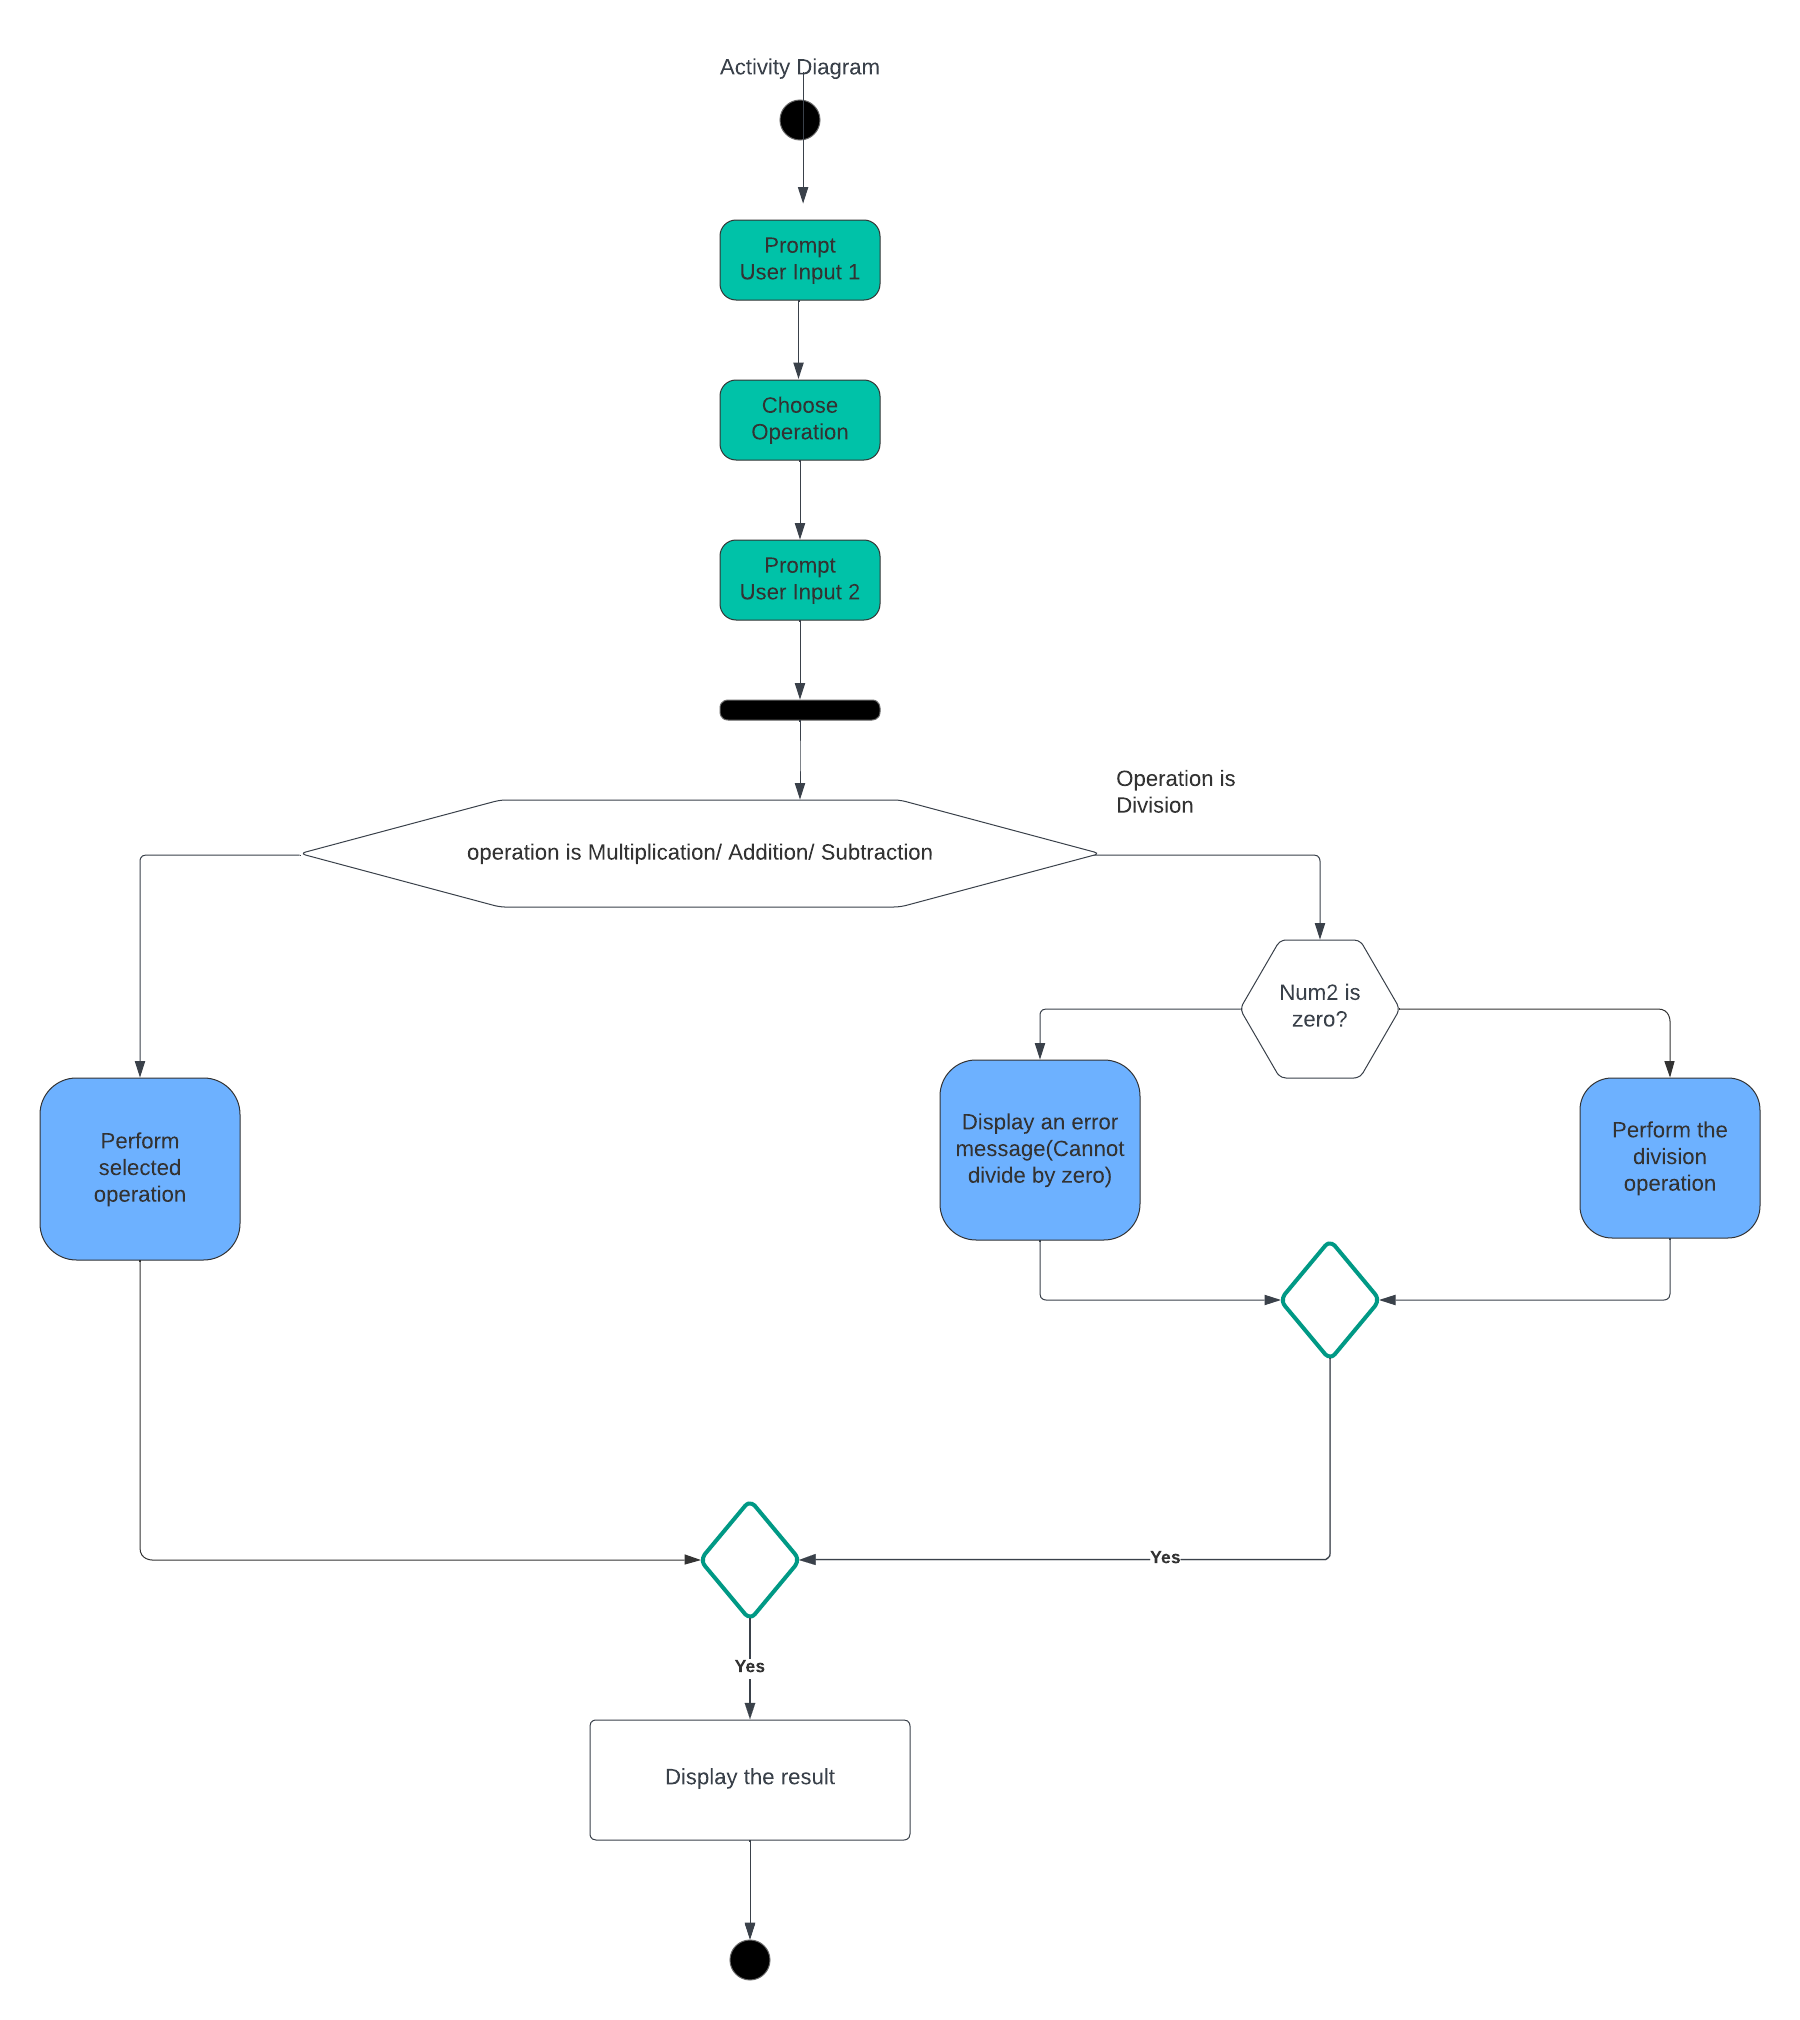 Activity Diagram
Prompt
User Input 1
Choose
Operation
Prompt
User Input 2
Operation is
Division
operation is Multiplication/ Addition/ Subtraction
Num2 is
zero?
Perform
selected
operation
Display an error
message(Cannot
divide by zero)
Perform the
division
operation
Yes
Yes
Display the result